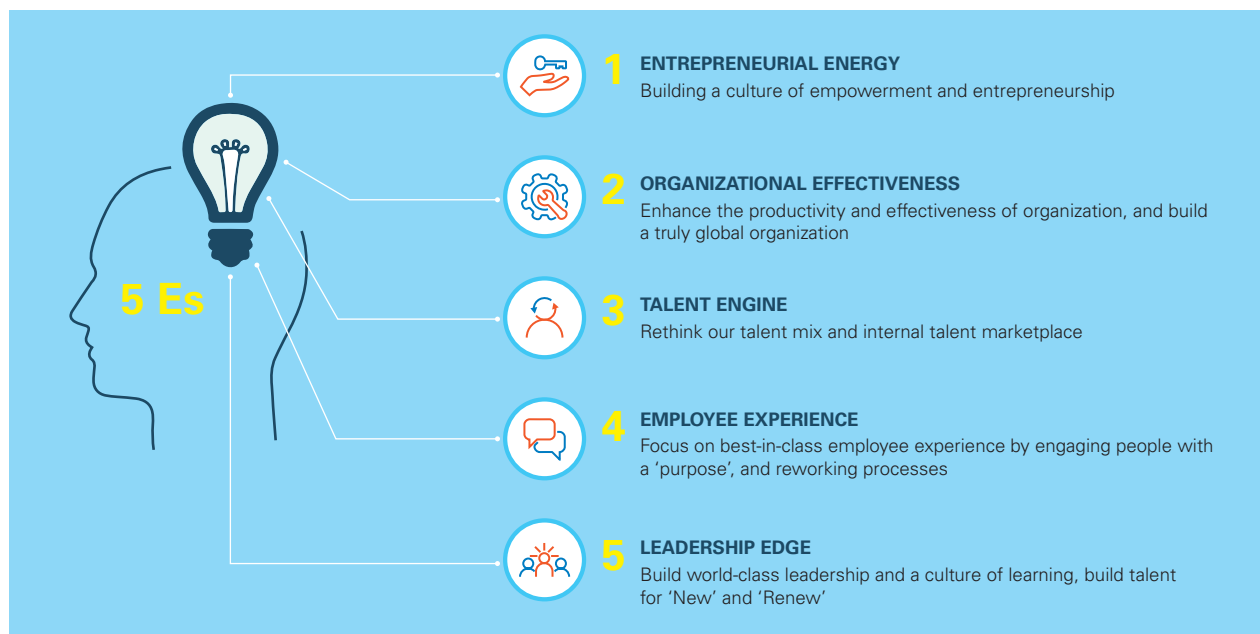 5 Es
1 ENTREPRENEURIAL ENERGY
Building a culture of empowerment and entrepreneurship
2 ORGANIZATIONAL EFFECTIVENESS
Enhance the productivity and effectiveness of organization, and build
a truly global organization
3 TALENT ENGINE
Rethink our talent mix and internal talent marketplace
4 EMPLOYEE EXPERIENCE
Focus on best-in-class employee experience by engaging people with
a ‘purpose’, and reworking processes
5 LEADERSHIP EDGE
Build world-class leadership and a culture of learning, build talent
for ‘New’ and ‘Renew’